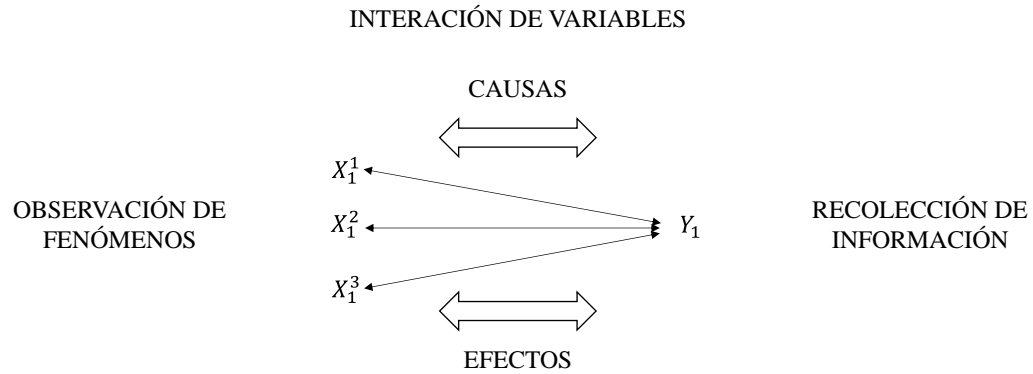 INTERACIÓN DE VARIABLES
CAUSAS
X₁¹
OBSERVACIÓN DE
FENÓMENOS
X₁²
Y₁
RECOLECCIÓN DE
INFORMACIÓN
X₁³
EFECTOS